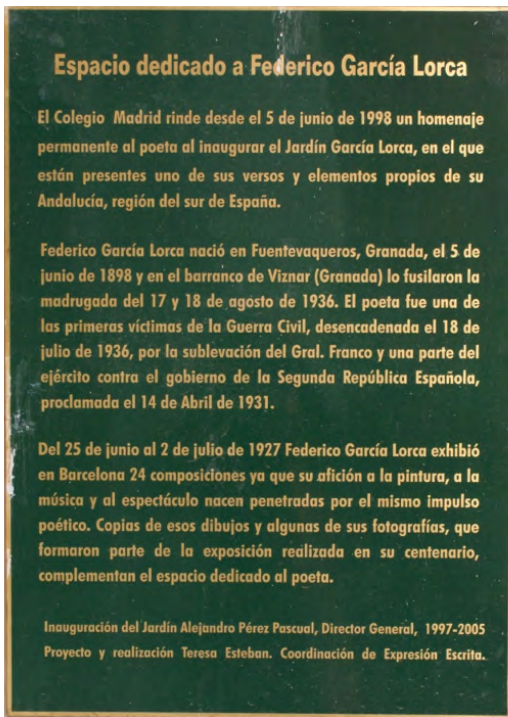 Espacio dedicado a Federico García Lorca
El Colegio Madrid rinde desde el 5 de junio de 1998 un homenaje
permanente al poeta al inaugurar el Jardín García Lorca, en el que
están presentes uno de sus versos y elementos propios de su
Andalucía, región del sur de España.
Federico García Lorca nació en Fuentevaqueros, Granada, el 5 de
junio de 1898 y en el barranco de Viznar (Granada) lo fusilaron la
madrugada del 17 y 18 de agosto de 1936. El poeta fue una de
las primeras víctimas de la Guerra Civil, desencadenada el 18 de
julio de 1936, por la sublevación del Gral. Franco y una parte del
ejército contra el gobierno de la Segunda República Española,
proclamada el 14 de Abril de 1931.
Del 25 de junio al 2 de julio de 1927 Federico García Lorca exhibió
en Barcelona 24 composiciones ya que su afición a la pintura, a la
música y al espectáculo nacen penetradas por el mismo impulso
poético. Copias de esos dibujos y algunas de sus fotografías, que
formaron parte de la exposición realizada en su centenario,
complementan el espacio dedicado al poeta.
Inauguración del Jardín Alejandro Pérez Pascual, Director General, 1997-2005
Proyecto y realización Teresa Esteban. Coordinación de Expresión Escrita.